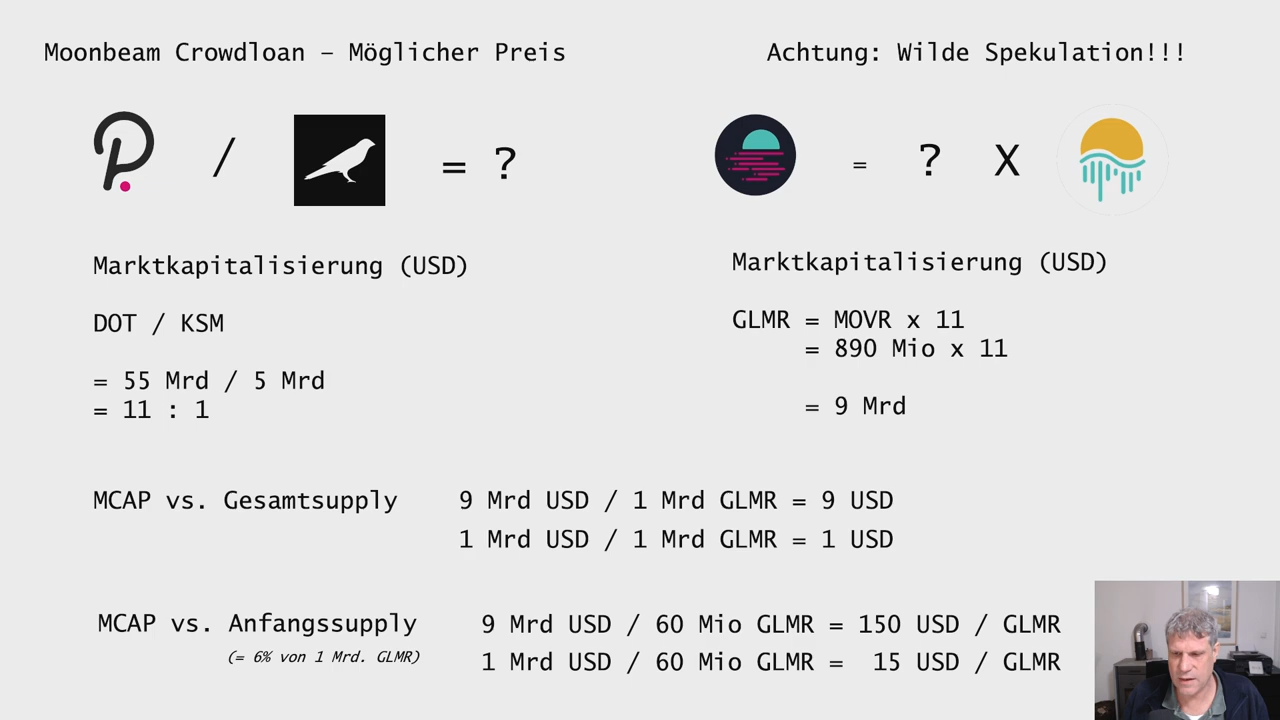 Moonbeam Crowdloan – Möglicher Preis
Achtung: Wilde Spekulation!!!
/ = ?
= ? X
Marktkapitalisierung (USD)
DOT / KSM
= 55 Mrd / 5 Mrd
= 11 : 1
Marktkapitalisierung (USD)
GLMR = MOVR x 11
= 890 Mio x 11
= 9 Mrd
MCAP vs. Gesamtsupply 9 Mrd USD / 1 Mrd GLMR = 9 USD
1 Mrd USD / 1 Mrd GLMR = 1 USD
MCAP vs. Anfangssupply 9 Mrd USD / 60 Mio GLMR = 150 USD / GLMR
(= 6% von 1 Mrd. GLMR) 1 Mrd USD / 60 Mio GLMR = 15 USD / GLMR